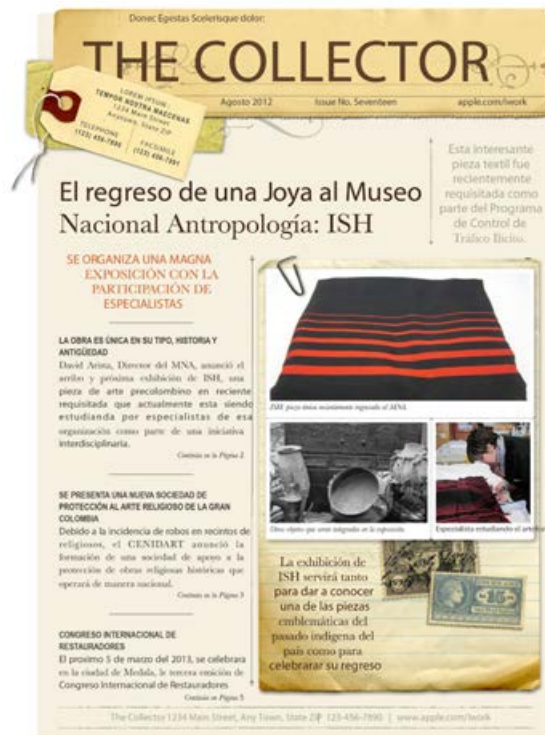 Donec Egestas Scelerisque dolor:
THE COLLECTOR
Agosto 2012 Issue No. Seventeen apple.com/iwork
LOREM IPSUM :
TEMPOR NOSTRA MAECENAS
1234 Main Street
Anytown, State ZIP
TELEPHONE
(123) 456-7890
FACSIMILE
(123) 456-7891
Esta interesante
pieza textil fue
recientemente
requisitada como
parte del Programa
de Control de
Tráfico Ilícito.
El regreso de una Joya al Museo
Nacional Antropología: ISH
SE ORGANIZA UNA MAGNA
EXPOSICIÓN CON LA
PARTICIPACIÓN DE
ESPECIALISTAS
LA OBRA ES ÚNICA EN SU TIPO, HISTORIA Y
ANTIGÜEDAD
David Arista, Director del MNA, anunció el
arribo y próxima exhibición de ISH, una
pieza de arte precolombino en reciente
requisitada que actualmente esta siendo
estudianda por especialistas de esa
organización como parte de una iniciativa
interdisciplinaria.
Continúa en la Página 2
SE PRESENTA UNA NUEVA SOCIEDAD DE
PROTECCIÓN AL ARTE RELIGIOSO DE LA GRAN
COLOMBIA
Debido a la incidencia de robos en recintos de
religiosos, el CENIDART anunció la
formación de una sociedad de apoyo a la
protección de obras religiosas históricas que
operará de manera nacional.
Continúa en la Página 3
CONGRESO INTERNACIONAL DE
RESTAURADORES
El proximo 5 de marzo del 2013, se celebrara
en la ciudad de Medala, le tercera emisión de
Congreso Internacional de Restauradores
Continúa en la Página 5
ISH, pieza única recientemente ingresada al MNA.
Otros objetos que seran integrados en la exposición.
Especialista estudiando el
La exhibición de
ISH servirá tanto
para dar a conocer
una de las piezas
emblemáticas del
pasado indígena del
país como para
celebrarar su regreso
15
The Collector 1234 Main Street, Any Town, State ZIP 123-456-7890 | www.apple.com/iwork